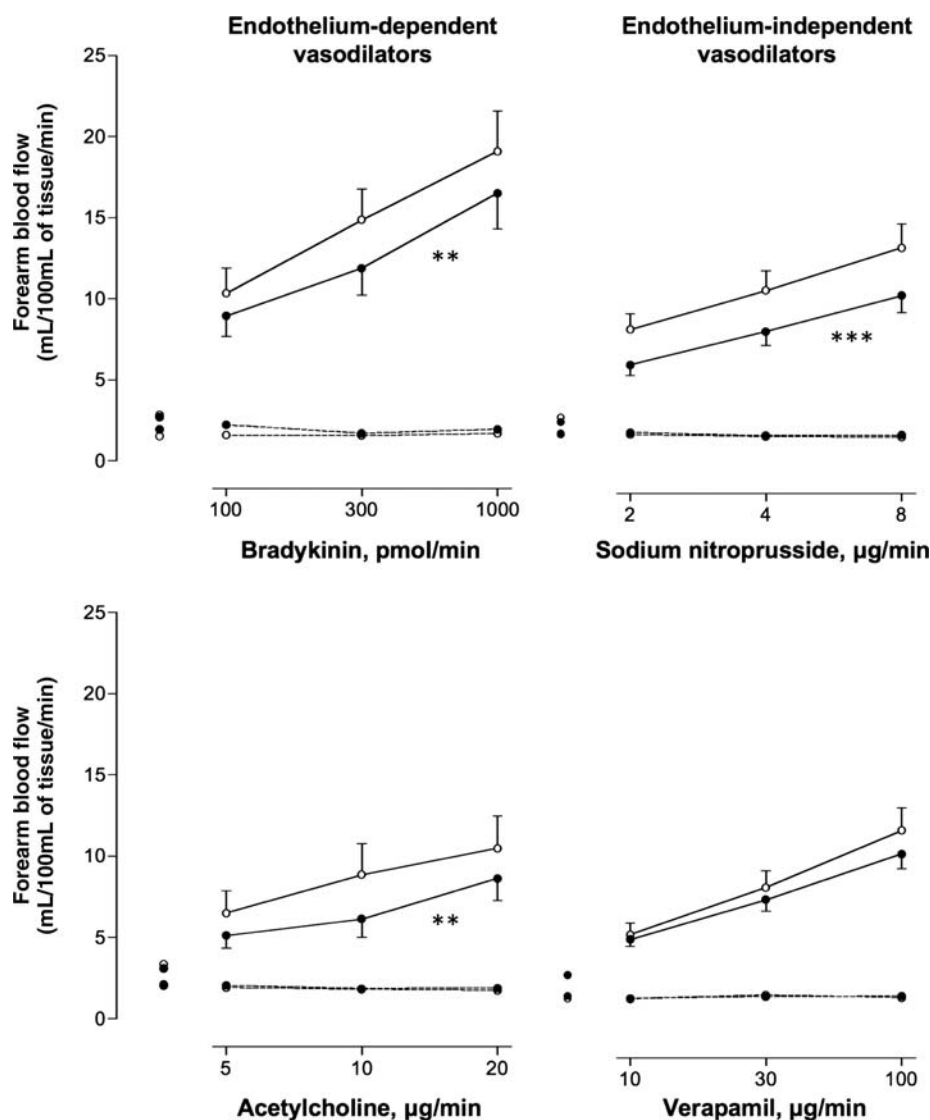 Endothelium-dependent
vasodilators
Endothelium-independent
vasodilators
Forearm blood flow
(mL/100mL of tissue/min)
25
20
15
10
5
0
**
***
100
300
1000
2
4
8
Bradykinin, pmol/min
Sodium nitroprusside, µg/min
Forearm blood flow
(mL/100mL of tissue/min)
25
20
15
10
5
0
**
5
10
20
10
30
100
Acetylcholine, µg/min
Verapamil, µg/min